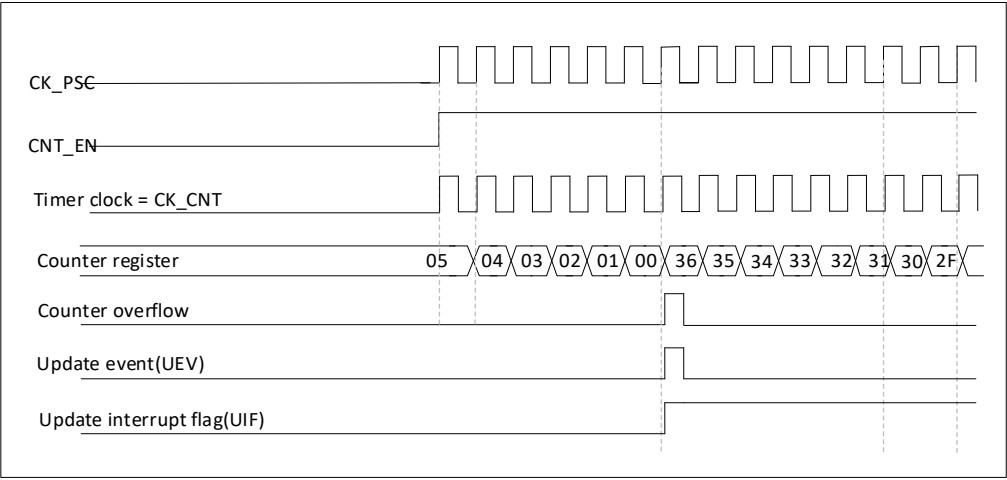 CK_PSC
CNT_EN
Timer clock = CK_CNT
Counter register 05 04 03 02 01 00 36 35 34 33 32 31 30 2F
Counter overflow
Update event(UEV)
Update interrupt flag(UIF)